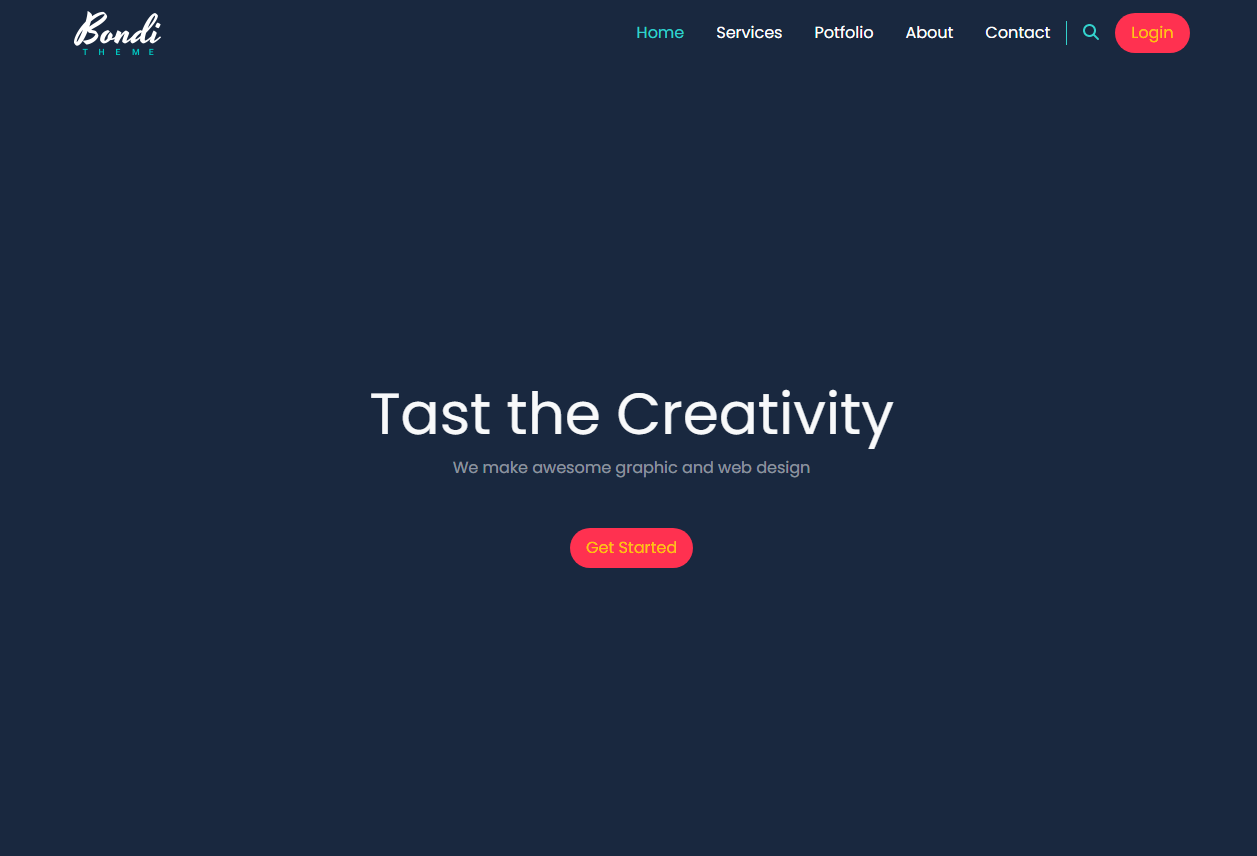 Bondi
THEME
Home Services Potfolio About Contact Login
Tast the Creativity
We make awesome graphic and web design
Get Started